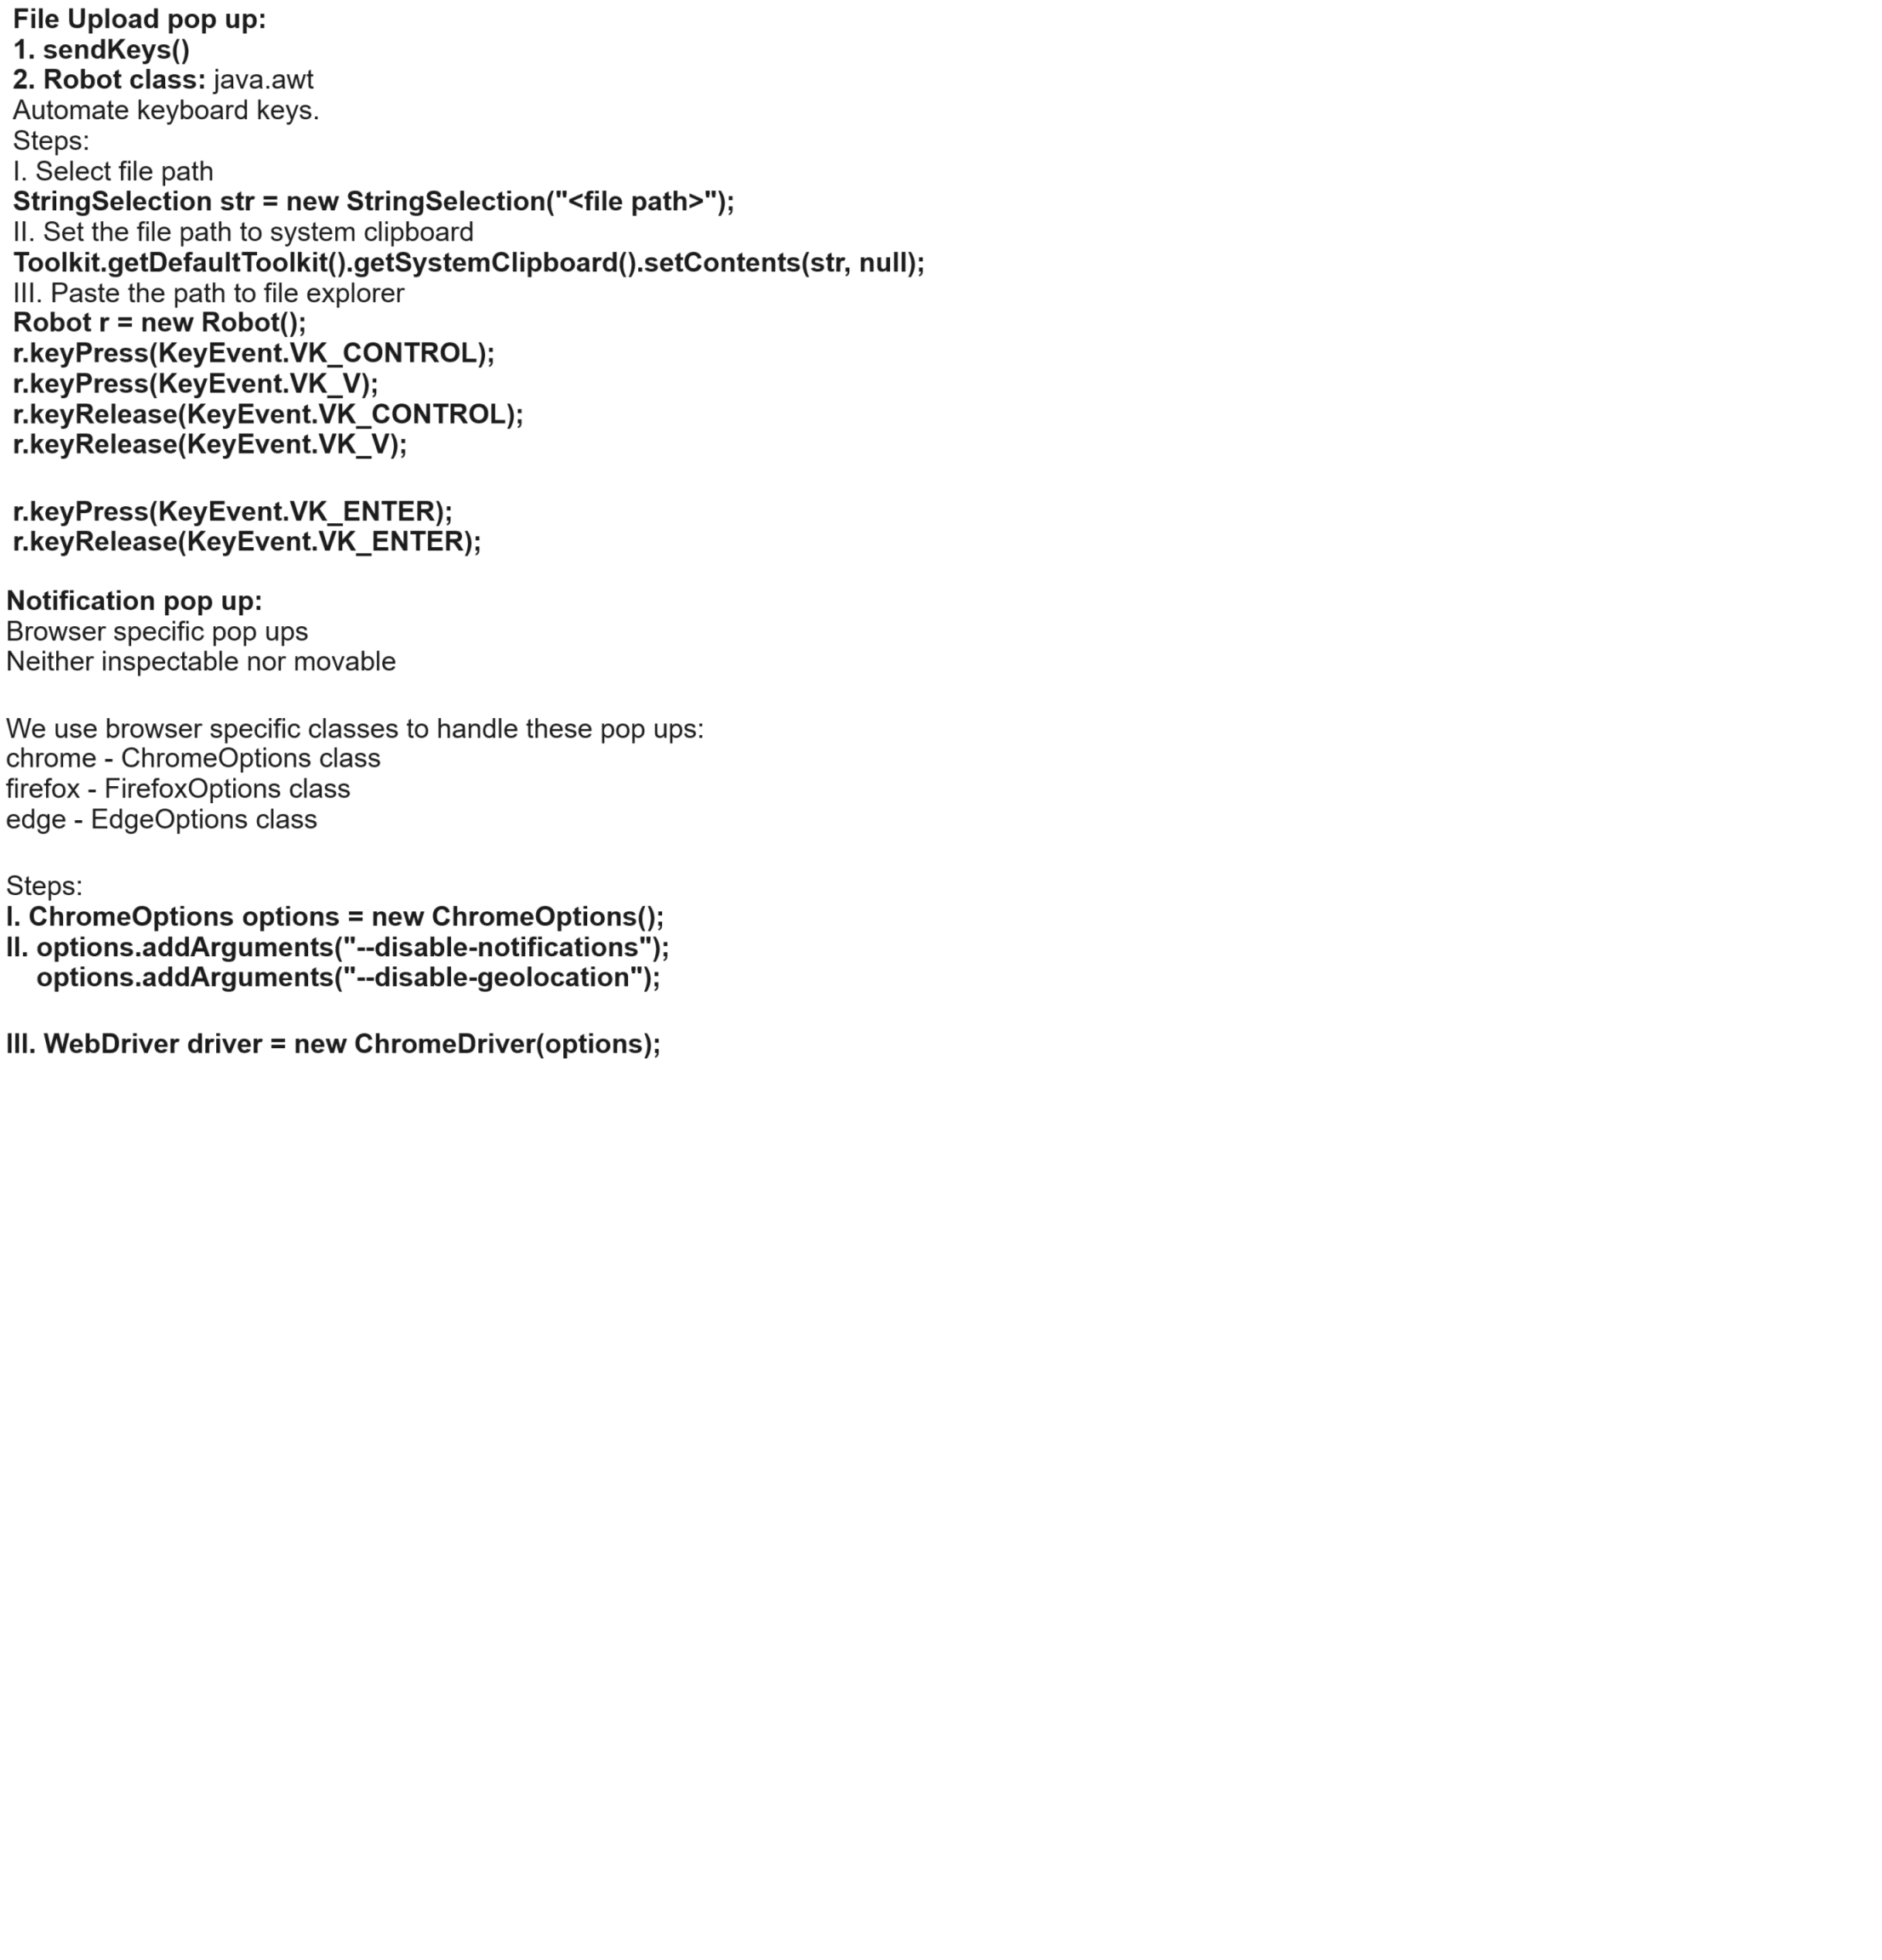 File Upload pop up:
1. sendKeys()
2. Robot class: java.awt
Automate keyboard keys.
Steps:
I. Select file path
StringSelection str = new StringSelection("<file path>");
II. Set the file path to system clipboard
Toolkit.getDefaultToolkit().getSystemClipboard().setContents(str, null);
III. Paste the path to file explorer
Robot r = new Robot();
r.keyPress(KeyEvent.VK_CONTROL);
r.keyPress(KeyEvent.VK_V);
r.keyRelease(KeyEvent.VK_CONTROL);
r.keyRelease(KeyEvent.VK_V);
r.keyPress(KeyEvent.VK_ENTER);
r.keyRelease(KeyEvent.VK_ENTER);
Notification pop up:
Browser specific pop ups
Neither inspectable nor movable
We use browser specific classes to handle these pop ups:
chrome - ChromeOptions class
firefox - FirefoxOptions class
edge - EdgeOptions class
Steps:
I. ChromeOptions options = new ChromeOptions();
II. options.addArguments("--disable-notifications");
options.addArguments("--disable-geolocation");
III. WebDriver driver = new ChromeDriver(options);